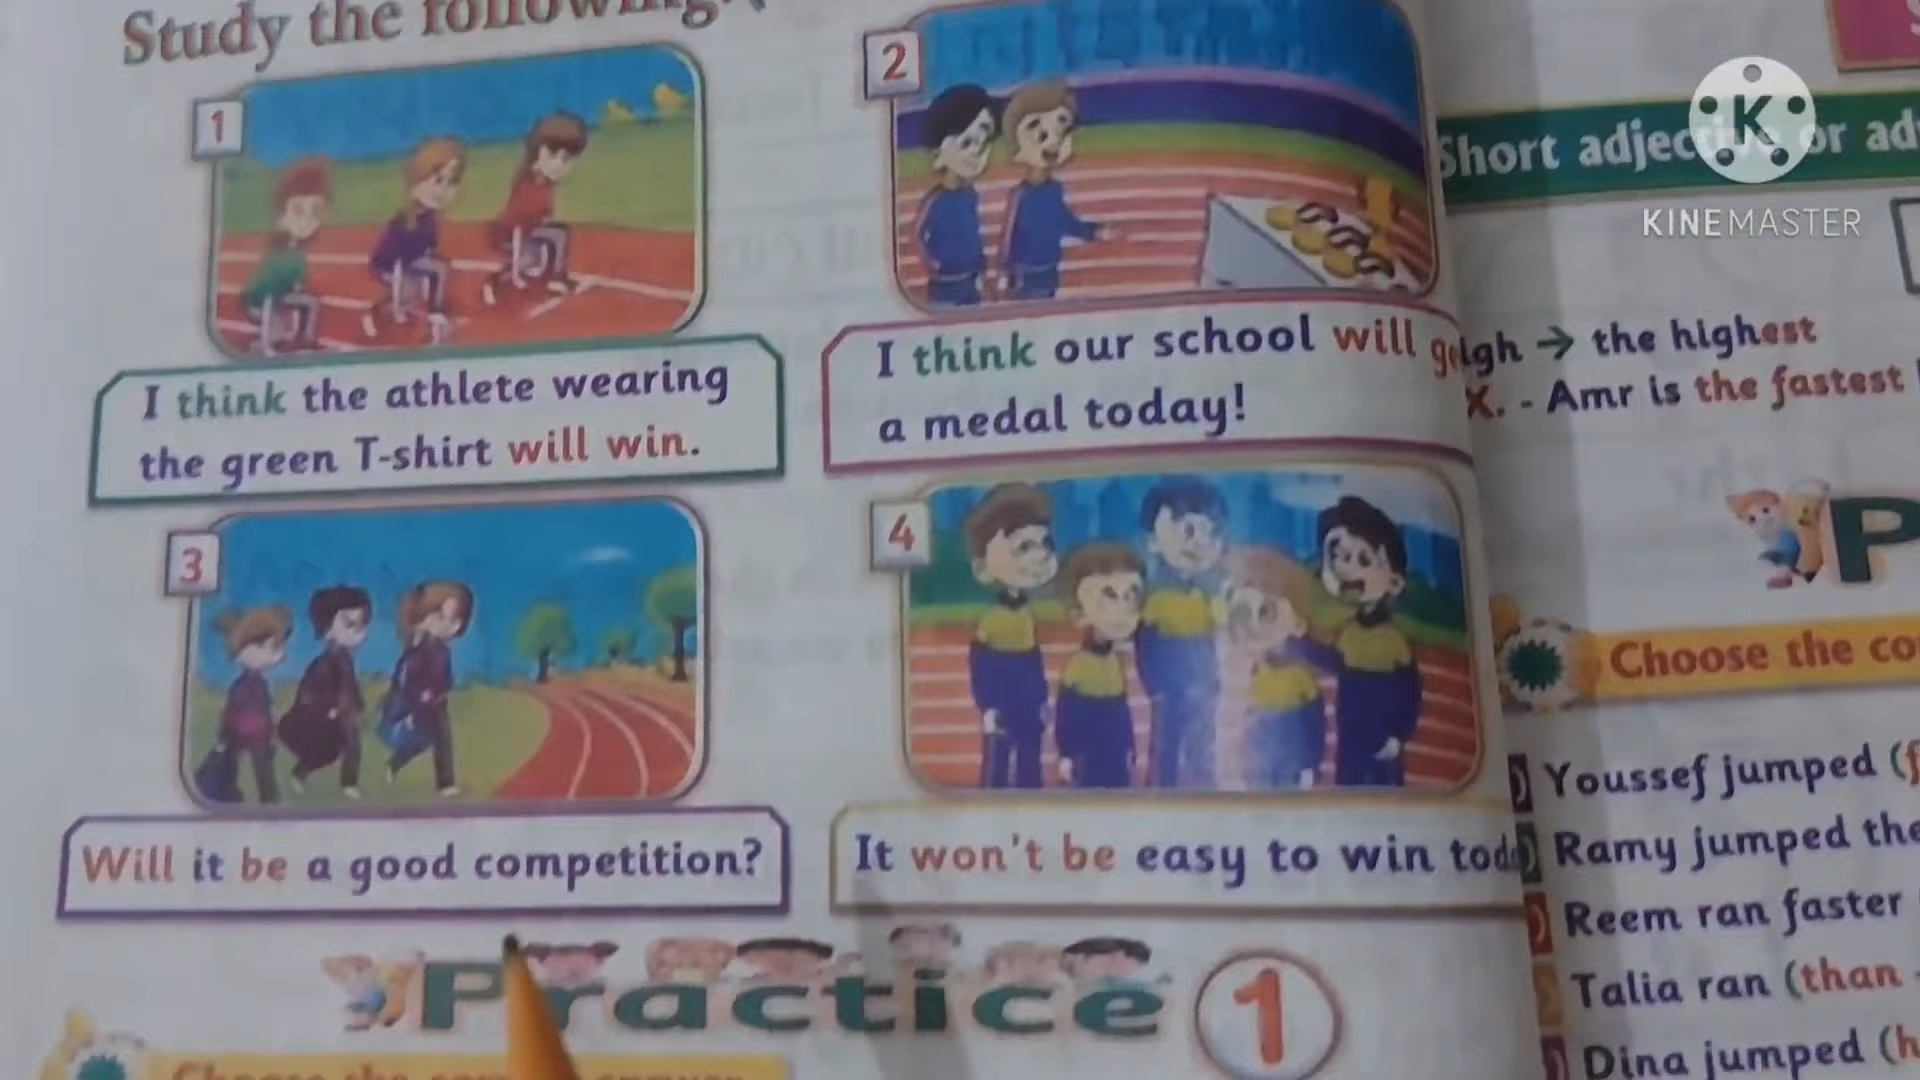 Study the following:
1
2
I think the athlete wearing
the green T-shirt will win.
I think our school will
a medal today!
3
4
Will it be a good competition?
It won't be easy to win
Practice 1
K
KINEMASTER
Short adjective or
the highest
- Amr is the fastest
Choose the
Youssef jumped
Ramy jumped the
Reem ran faster
Talia ran (than
Dina jumped